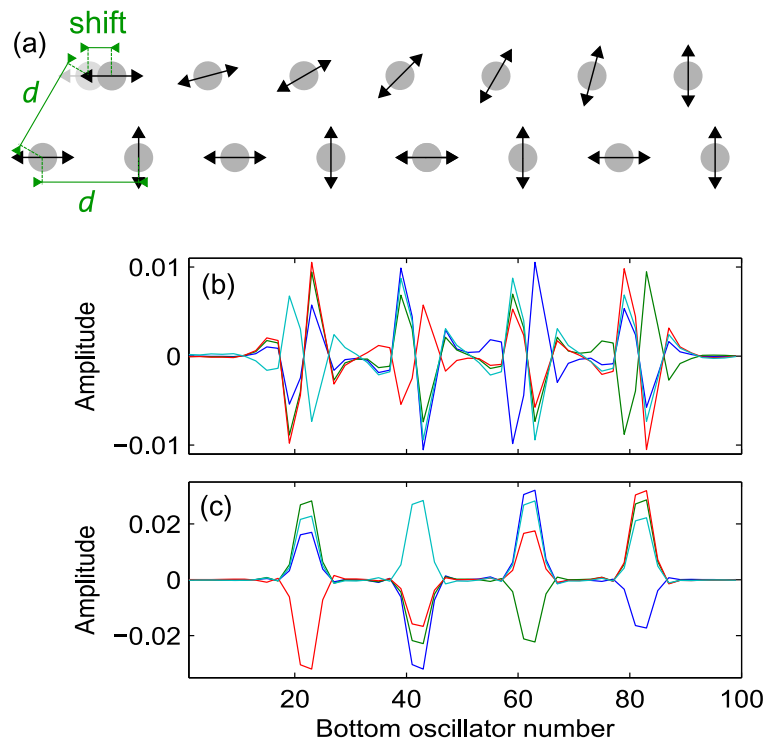 (a)
shift
d
d
(b)
Amplitude
0.01
0
−0.01
(c)
Amplitude
0.02
0
−0.02
20 40 60 80 100
Bottom oscillator number